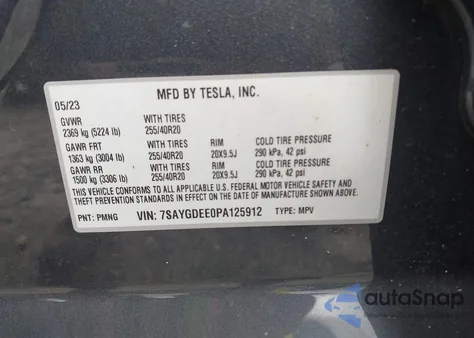 MFD BY TESLA, INC.
05/23
GVWR WITH TIRES
2369 kg (5224 lb) 255/40R20
GAWR FRT WITH TIRES RIM COLD TIRE PRESSURE
1363 kg (3004 lb) 255/40R20 20X9.5J 290 kPa, 42 psi
GAWR RR WITH TIRES RIM COLD TIRE PRESSURE
1500 kg (3306 lb) 255/40R20 20X9.5J 290 kPa, 42 psi
THIS VEHICLE CONFORMS TO ALL APPLICABLE U.S. FEDERAL MOTOR VEHICLE SAFETY AND
THEFT PREVENTION STANDARDS IN EFFECT ON THE DATE OF MANUFACTURE SHOWN ABOVE.
PNT: PMNG VIN: 7SAYGDEE0PA125912 TYPE: MPV
autoSnap